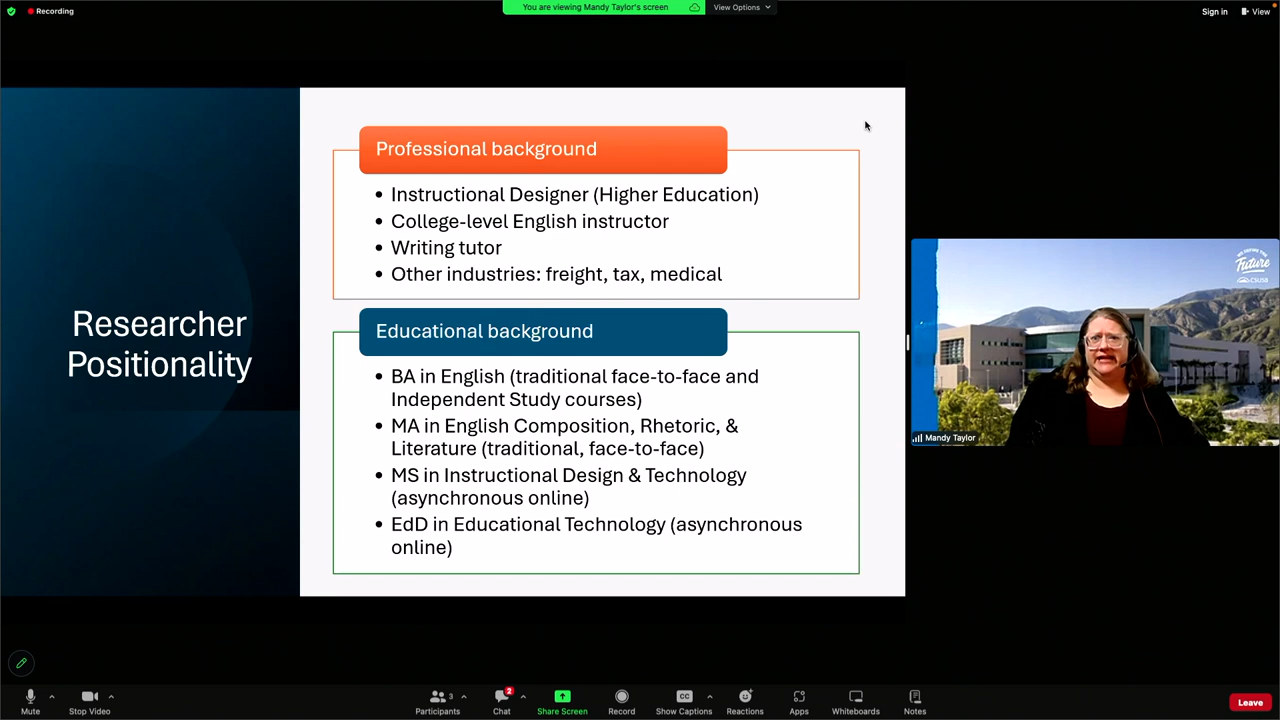 Recording
You are viewing Mandy Taylor's screen
View Options
Sign in
View
Professional background
• Instructional Designer (Higher Education)
• College-level English instructor
• Writing tutor
• Other industries: freight, tax, medical
Researcher
Positionality
Educational background
• BA in English (traditional face-to-face and
Independent Study courses)
• MA in English Composition, Rhetoric, &
Literature (traditional, face-to-face)
• MS in Instructional Design & Technology
(asynchronous online)
• EdD in Educational Technology (asynchronous
online)
Future
CSUSB
Mandy Taylor
Mute
Stop Video
Participants
3
Chat
2
Share Screen
Record
CC
Show Captions
Reactions
Apps
Whiteboards
Notes
Leave